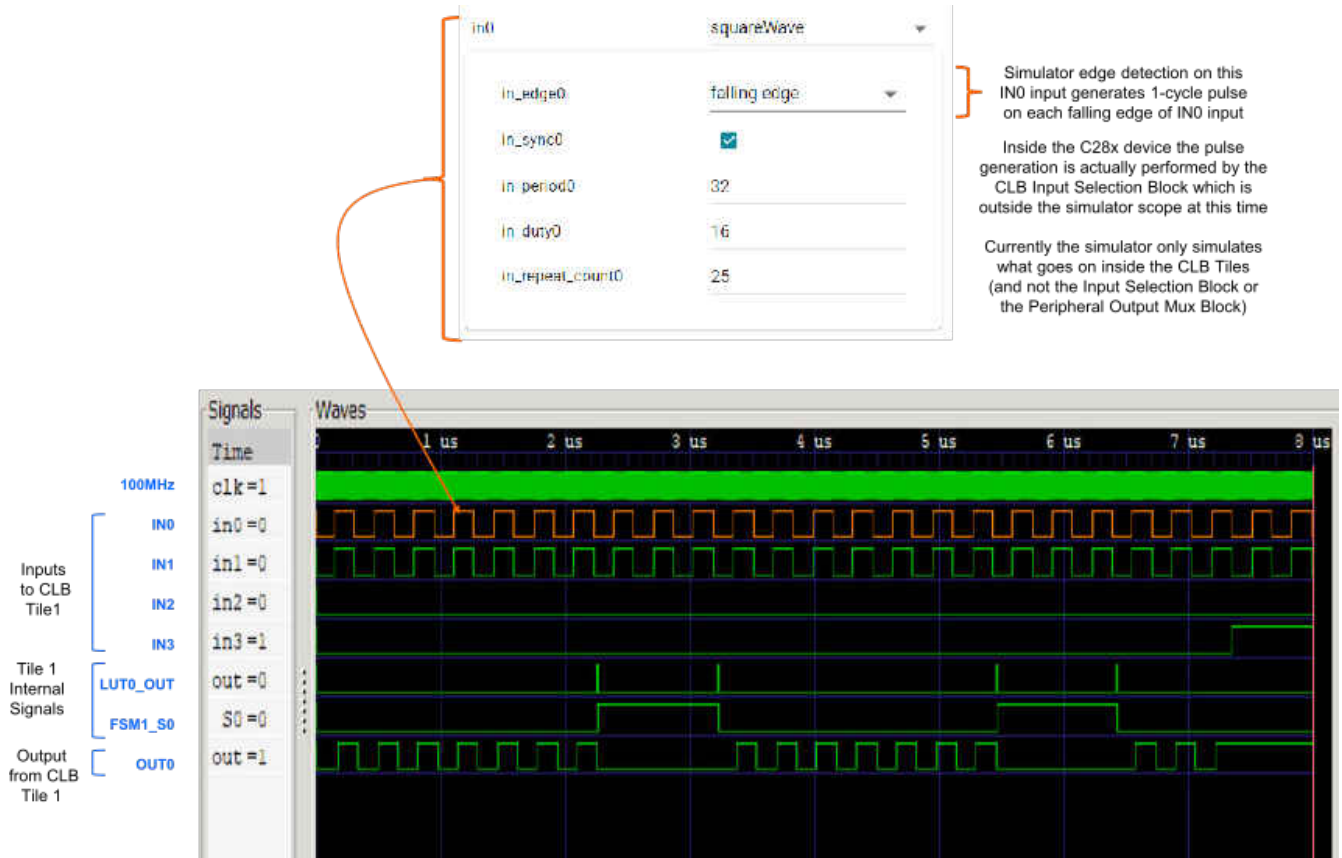 in0 squareWave
in_edge0 falling edge
in_sync0
in_period0 32
in_duty0 16
in_repeat_count0 25
Simulator edge detection on this
IN0 input generates 1-cycle pulse
on each falling edge of IN0 input
Inside the C28x device the pulse
generation is actually performed by the
CLB Input Selection Block which is
outside the simulator scope at this time
Currently the simulator only simulates
what goes on inside the CLB Tiles
(and not the Input Selection Block or
the Peripheral Output Mux Block)
Signals Waves
Time
1 us 2 us 3 us 4 us 5 us 6 us 7 us 8 us
100MHz clk=1
IN0 in0=0
IN1 in1=0
IN2 in2=0
IN3 in3=1
Inputs
to CLB
Tile1
LUT0_OUT out=0
FSM1_S0 S0=0
Tile 1
Internal
Signals
OUT0 out=1
Output
from CLB
Tile 1